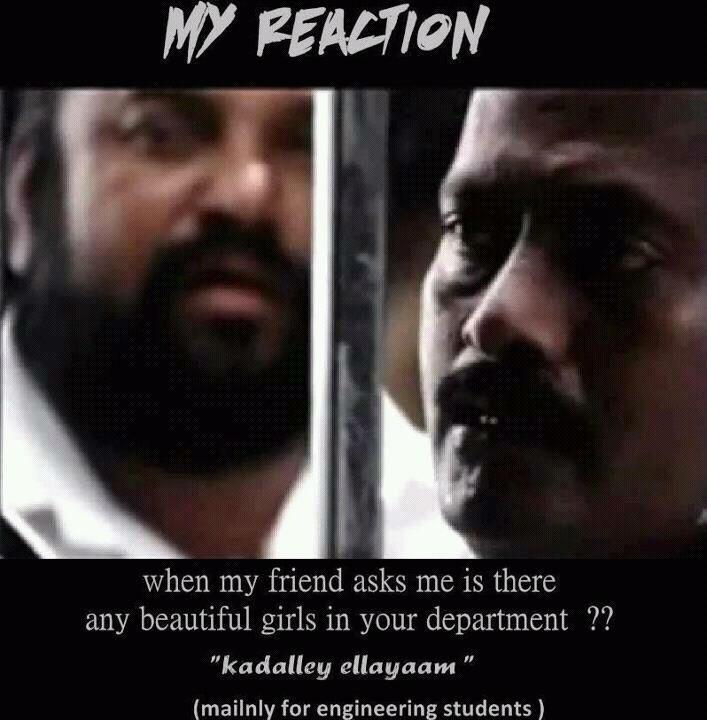 MY REACTION
when my friend asks me is there
any beautiful girls in your department ??
"kadalley ellayaam "
(mailnly for engineering students )